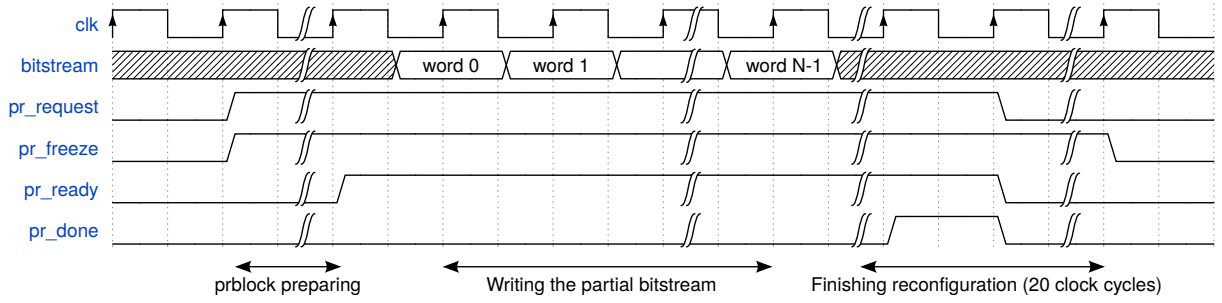 clk
bitstream word 0 word 1 word N-1
pr_request
pr_freeze
pr_ready
pr_done
prblock preparing Writing the partial bitstream Finishing reconfiguration (20 clock cycles)